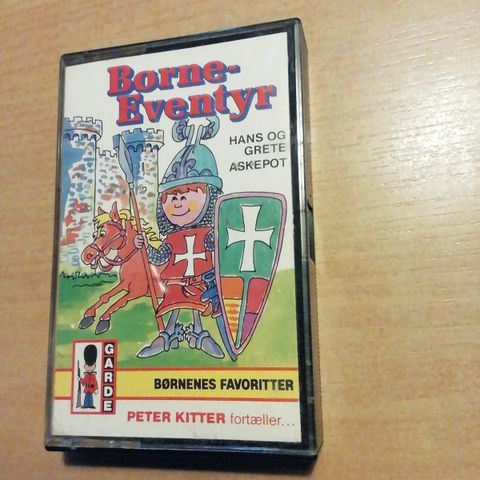 Børne-
Eventyr
HANS OG
GRETE
ASKEPOT
GARDE
BØRNENES FAVORITTER
PETER KITTER fortæller...